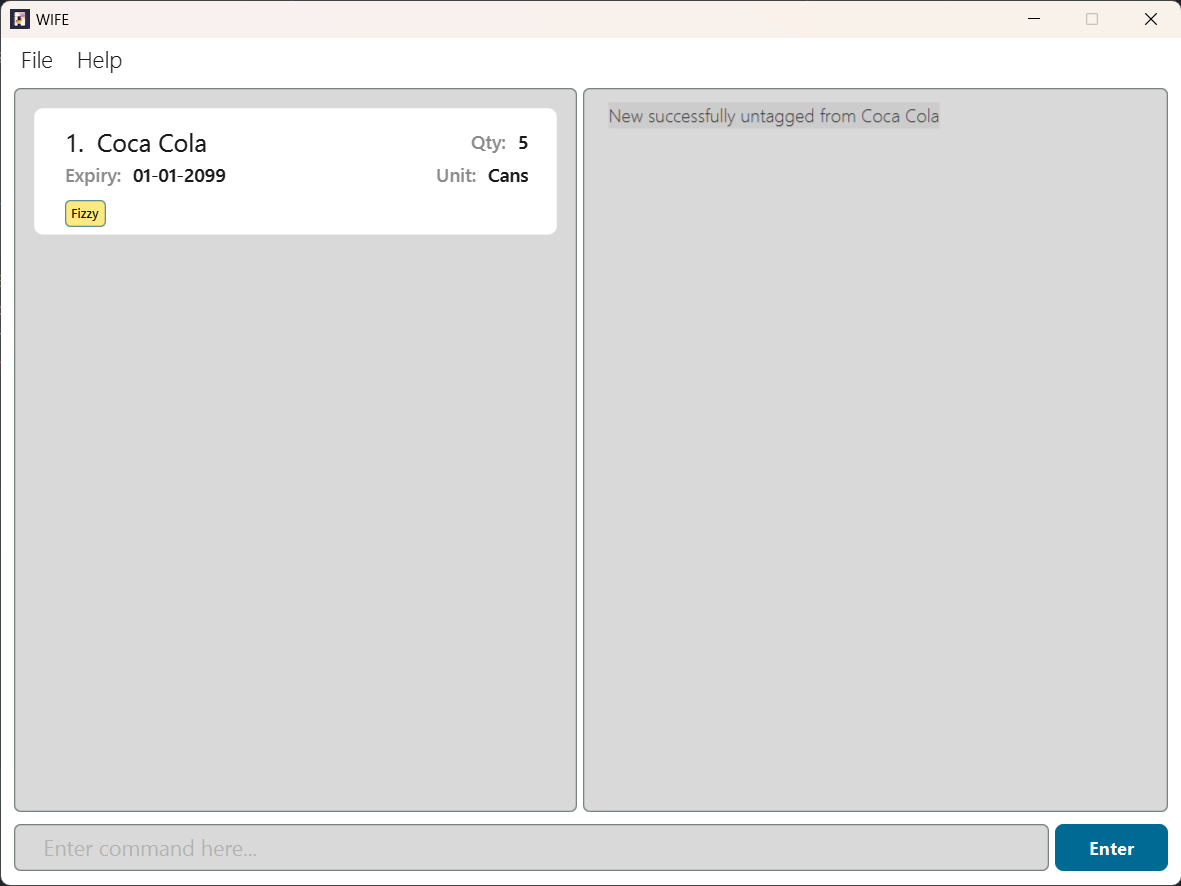 WIFE
File Help
1. Coca Cola Qty: 5
Expiry: 01-01-2099 Unit: Cans
Fizzy
New successfully untagged from Coca Cola
Enter command here...
Enter